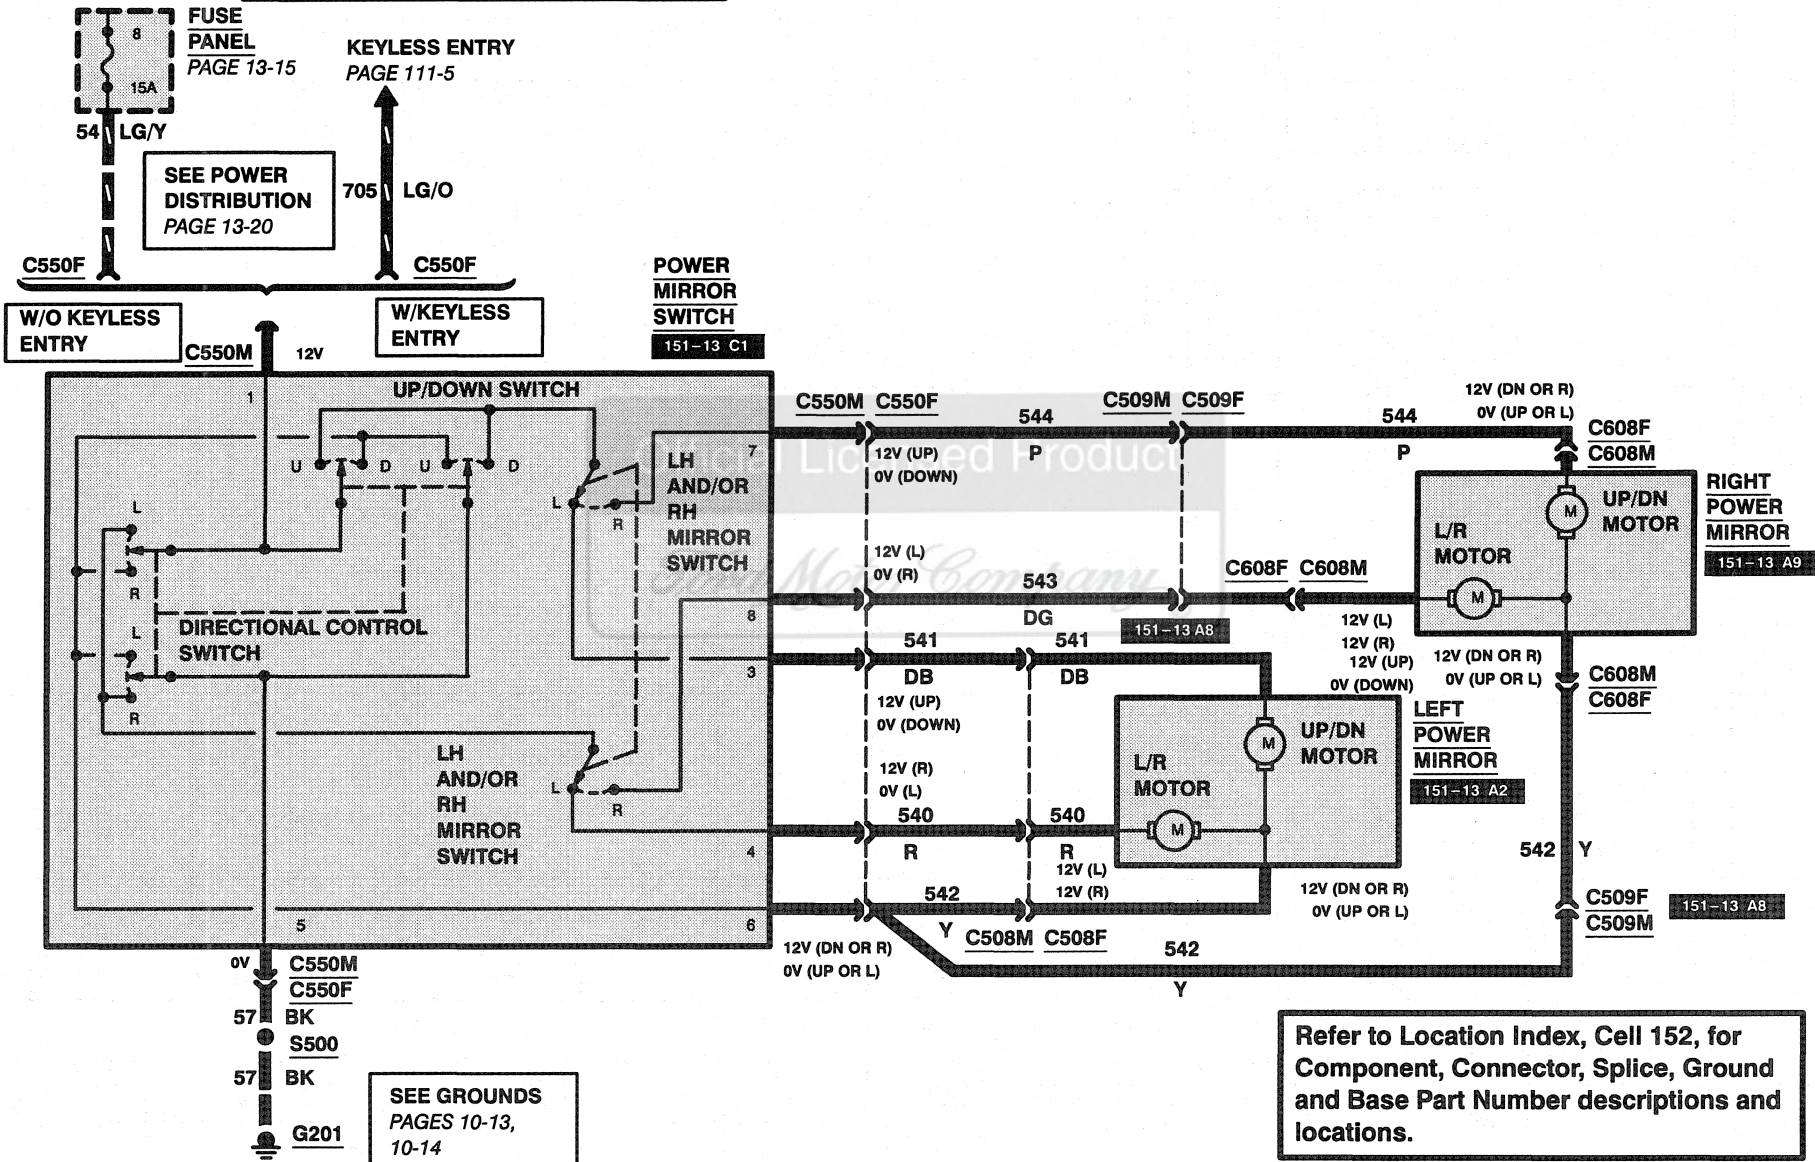 FUSE
PANEL
PAGE 13-15
8
15A
54 LG/Y
KEYLESS ENTRY
PAGE 111-5
705 LG/O
SEE POWER
DISTRIBUTION
PAGE 13-20
C550F
C550F
W/O KEYLESS
ENTRY
W/KEYLESS
ENTRY
C550M 12V
POWER
MIRROR
SWITCH
151-13 C1
1
UP/DOWN SWITCH
U D U D
L
R
L
R
DIRECTIONAL CONTROL
SWITCH
L
R
LH
AND/OR
RH
MIRROR
SWITCH
7
8
3
L
R
LH
AND/OR
RH
MIRROR
SWITCH
4
5
6
Official Licensed Product
Ford Motor Company
C550M C550F
544
P
C509M C509F
544
P
12V (UP)
0V (DOWN)
12V (DN OR R)
0V (UP OR L)
C608F
C608M
12V (L)
0V (R)
543
DG
C608F C608M
151-13 A8
12V (L)
12V (R)
12V (UP)
0V (DOWN)
UP/DN
MOTOR
M
L/R
MOTOR
M
RIGHT
POWER
MIRROR
151-13 A9
12V (DN OR R)
0V (UP OR L)
C608M
C608F
541
DB
541
DB
12V (UP)
0V (DOWN)
UP/DN
MOTOR
M
L/R
MOTOR
M
LEFT
POWER
MIRROR
151-13 A2
12V (R)
0V (L)
540
R
540
R
12V (L)
12V (R)
12V (DN OR R)
0V (UP OR L)
542
Y
C508M C508F
12V (DN OR R)
0V (UP OR L)
542
Y
542 Y
C509F
C509M
151-13 A8
0V
C550M
C550F
57 BK
S500
57 BK
G201
SEE GROUNDS
PAGES 10-13,
10-14
Refer to Location Index, Cell 152, for
Component, Connector, Splice, Ground
and Base Part Number descriptions and
locations.